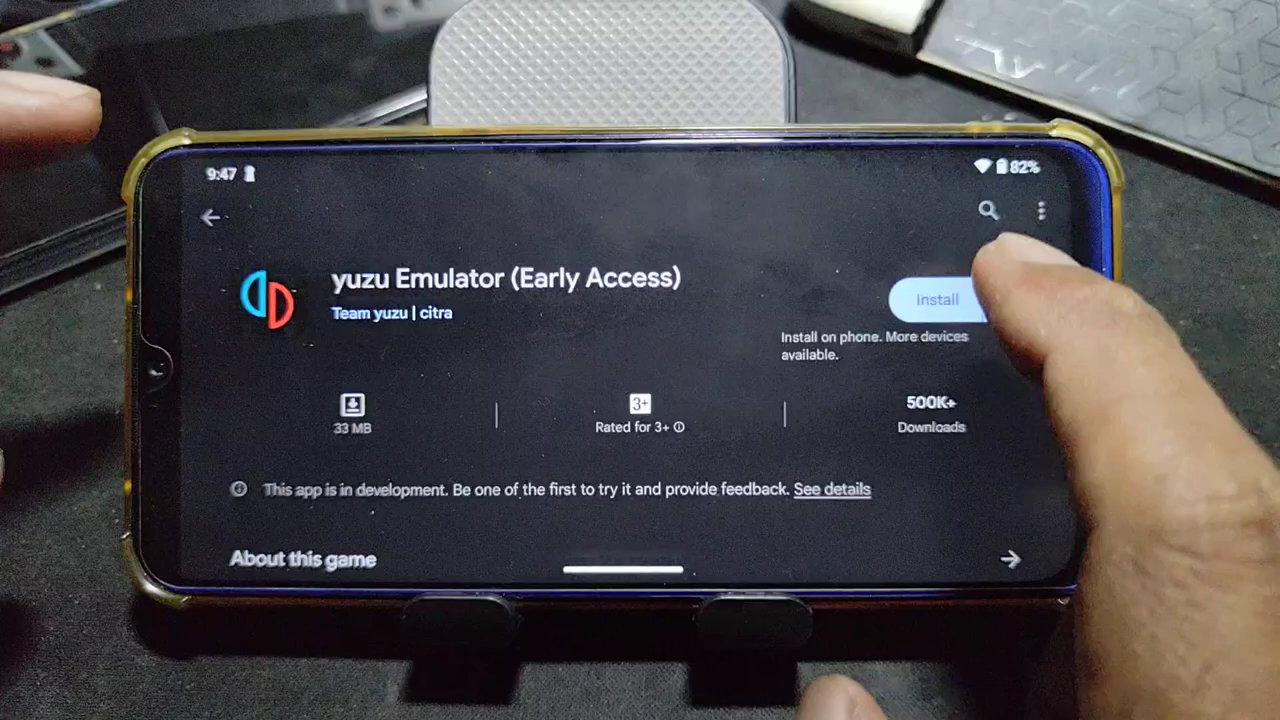 9:47
82%
yuzu Emulator (Early Access)
Team yuzu | citra
Install
Install on phone. More devices
available.
33 MB
3+
Rated for 3+
500K+
Downloads
This app is in development. Be one of the first to try it and provide feedback. See details
About this game